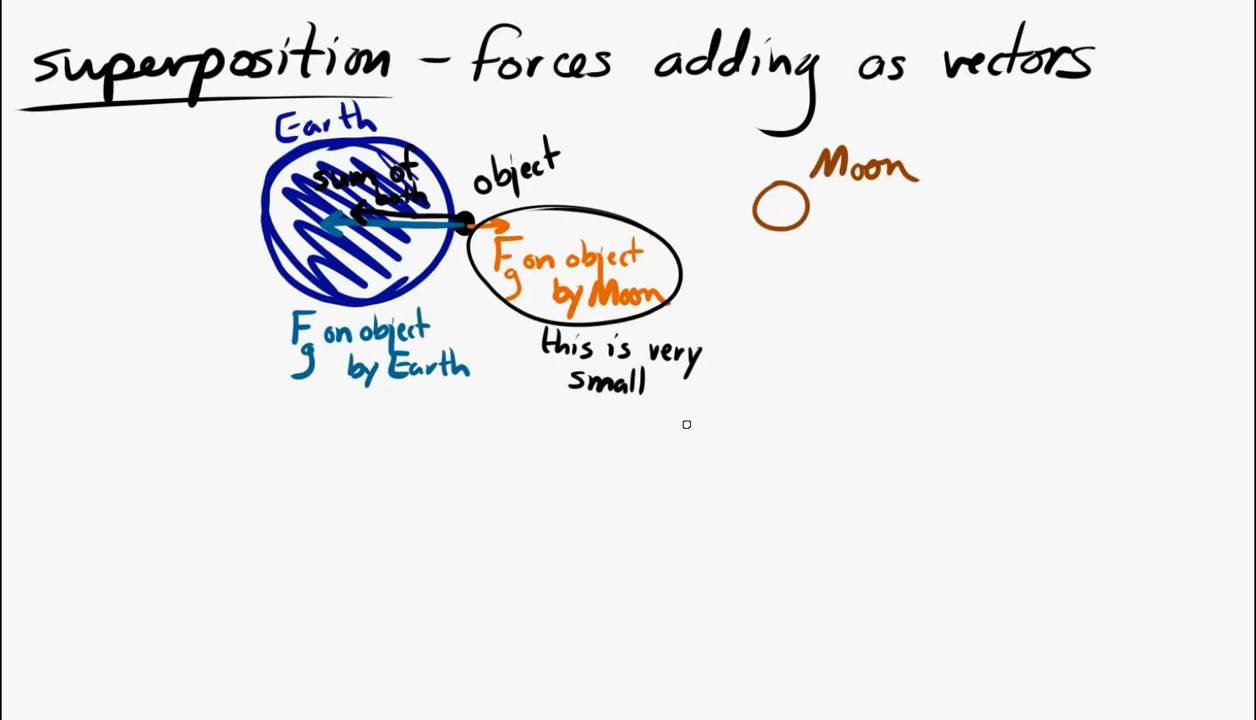 superposition - forces adding as vectors
Earth
sum of
both
object
Moon
Fg on object
by Moon
this is very
small
Fg on object
by Earth